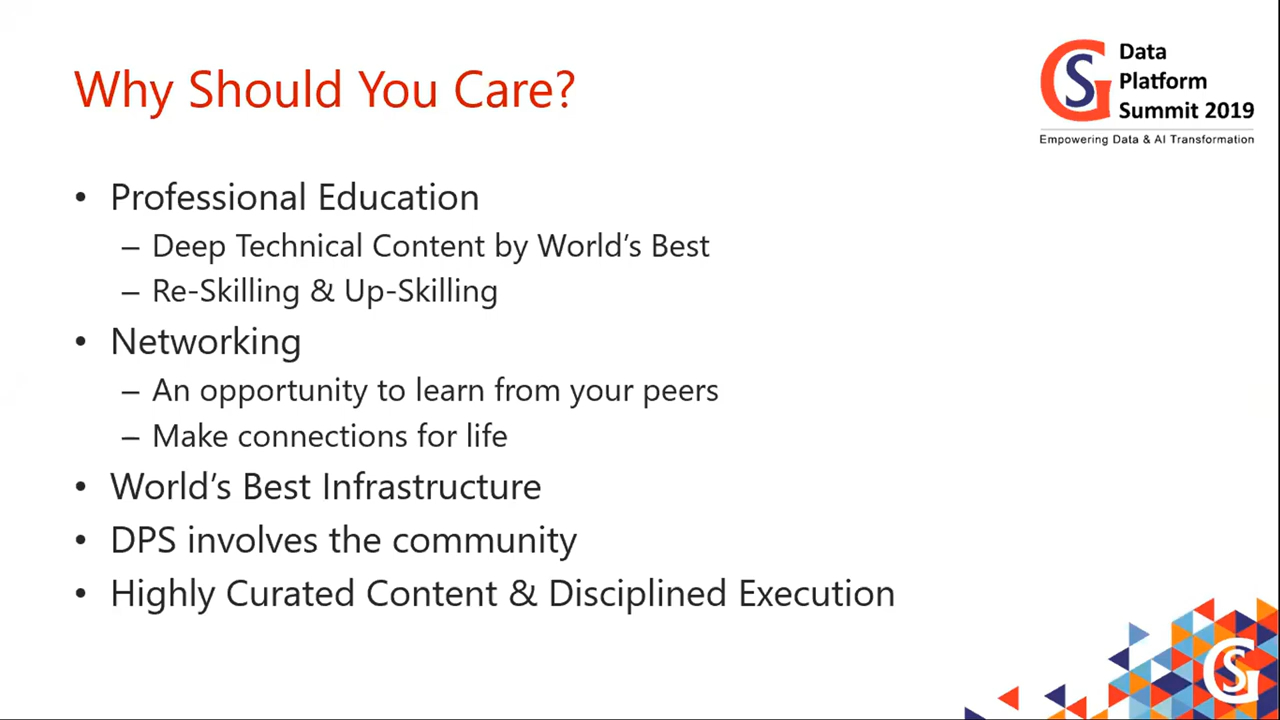 Why Should You Care?
Data
Platform
Summit 2019
Empowering Data & AI Transformation
• Professional Education
– Deep Technical Content by World’s Best
– Re-Skilling & Up-Skilling
• Networking
– An opportunity to learn from your peers
– Make connections for life
• World’s Best Infrastructure
• DPS involves the community
• Highly Curated Content & Disciplined Execution